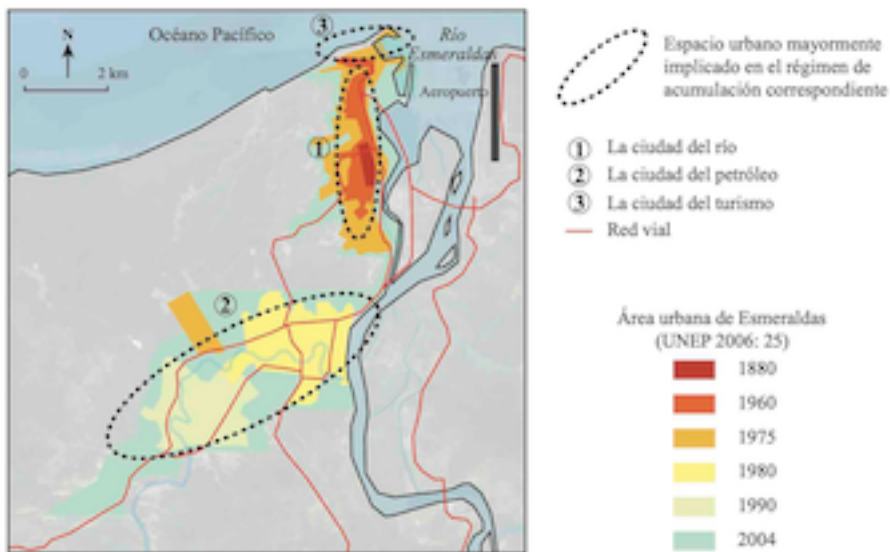 Océano Pacífico
③
Río
Esmeraldas
N
0 2 km
Aeropuerto
①
②
Espacio urbano mayormente
implicado en el régimen de
acumulación correspondiente
① La ciudad del río
② La ciudad del petróleo
③ La ciudad del turismo
Red vial
Área urbana de Esmeraldas
(UNEP 2006: 25)
1880
1960
1975
1980
1990
2004